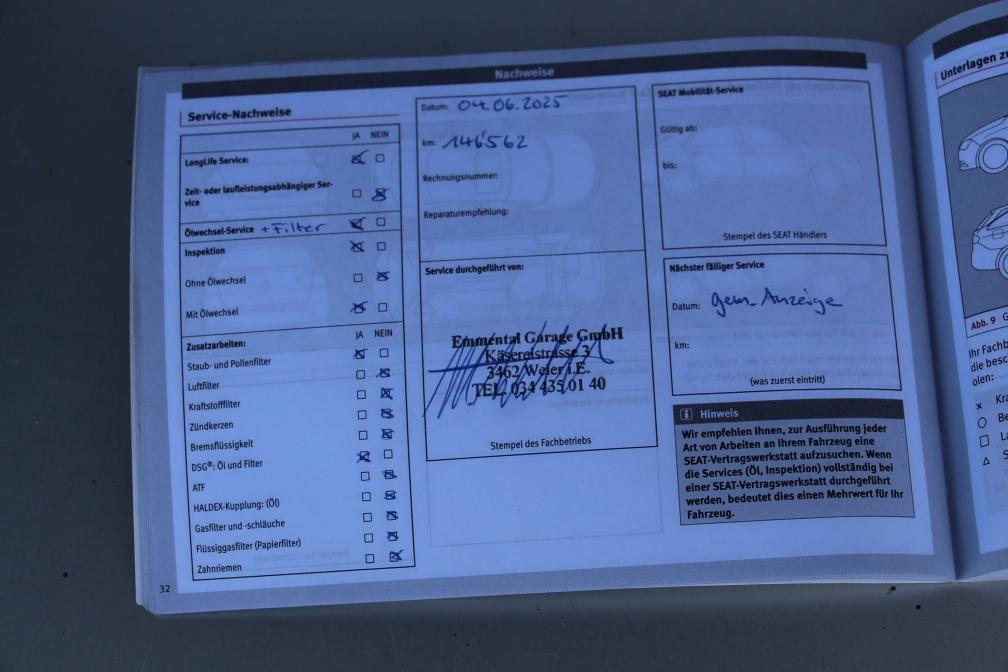 Nachweise
Service-Nachweise
JA NEIN
LongLife Service:
Zeit- oder laufleistungsabhängiger Ser-
vice
Ölwechsel-Service + Filter
Inspektion
Ohne Ölwechsel
Mit Ölwechsel
Zusatzarbeiten: JA NEIN
Staub- und Pollenfilter
Luftfilter
Kraftstofffilter
Zündkerzen
Bremsflüssigkeit
DSG®: Öl und Filter
ATF
HALDEX-Kupplung: (Öl)
Gasfilter und -schläuche
Flüssiggasfilter (Papierfilter)
Zahnriemen
32
Datum: 04.06.2025
km: 146'562
Rechnungsnummer:
Reparaturempfehlung:
Service durchgeführt von:
Emmental Garage GmbH
Käsereistrasse 3
3462 Weier i.E.
TEL. 034 435 01 40
Stempel des Fachbetriebs
SEAT Mobilität-Service
Gültig ab:
bis:
Stempel des SEAT Händlers
Nächster fälliger Service
Datum: gem. Anzeige
km:
(was zuerst eintritt)
i Hinweis
Wir empfehlen Ihnen, zur Ausführung jeder
Art von Arbeiten an Ihrem Fahrzeug eine
SEAT-Vertragswerkstatt aufzusuchen. Wenn
die Services (Öl, Inspektion) vollständig bei
einer SEAT-Vertragswerkstatt durchgeführt
werden, bedeutet dies einen Mehrwert für Ihr
Fahrzeug.
Unterlagen
Abb. 9
Ihr
die
olen: